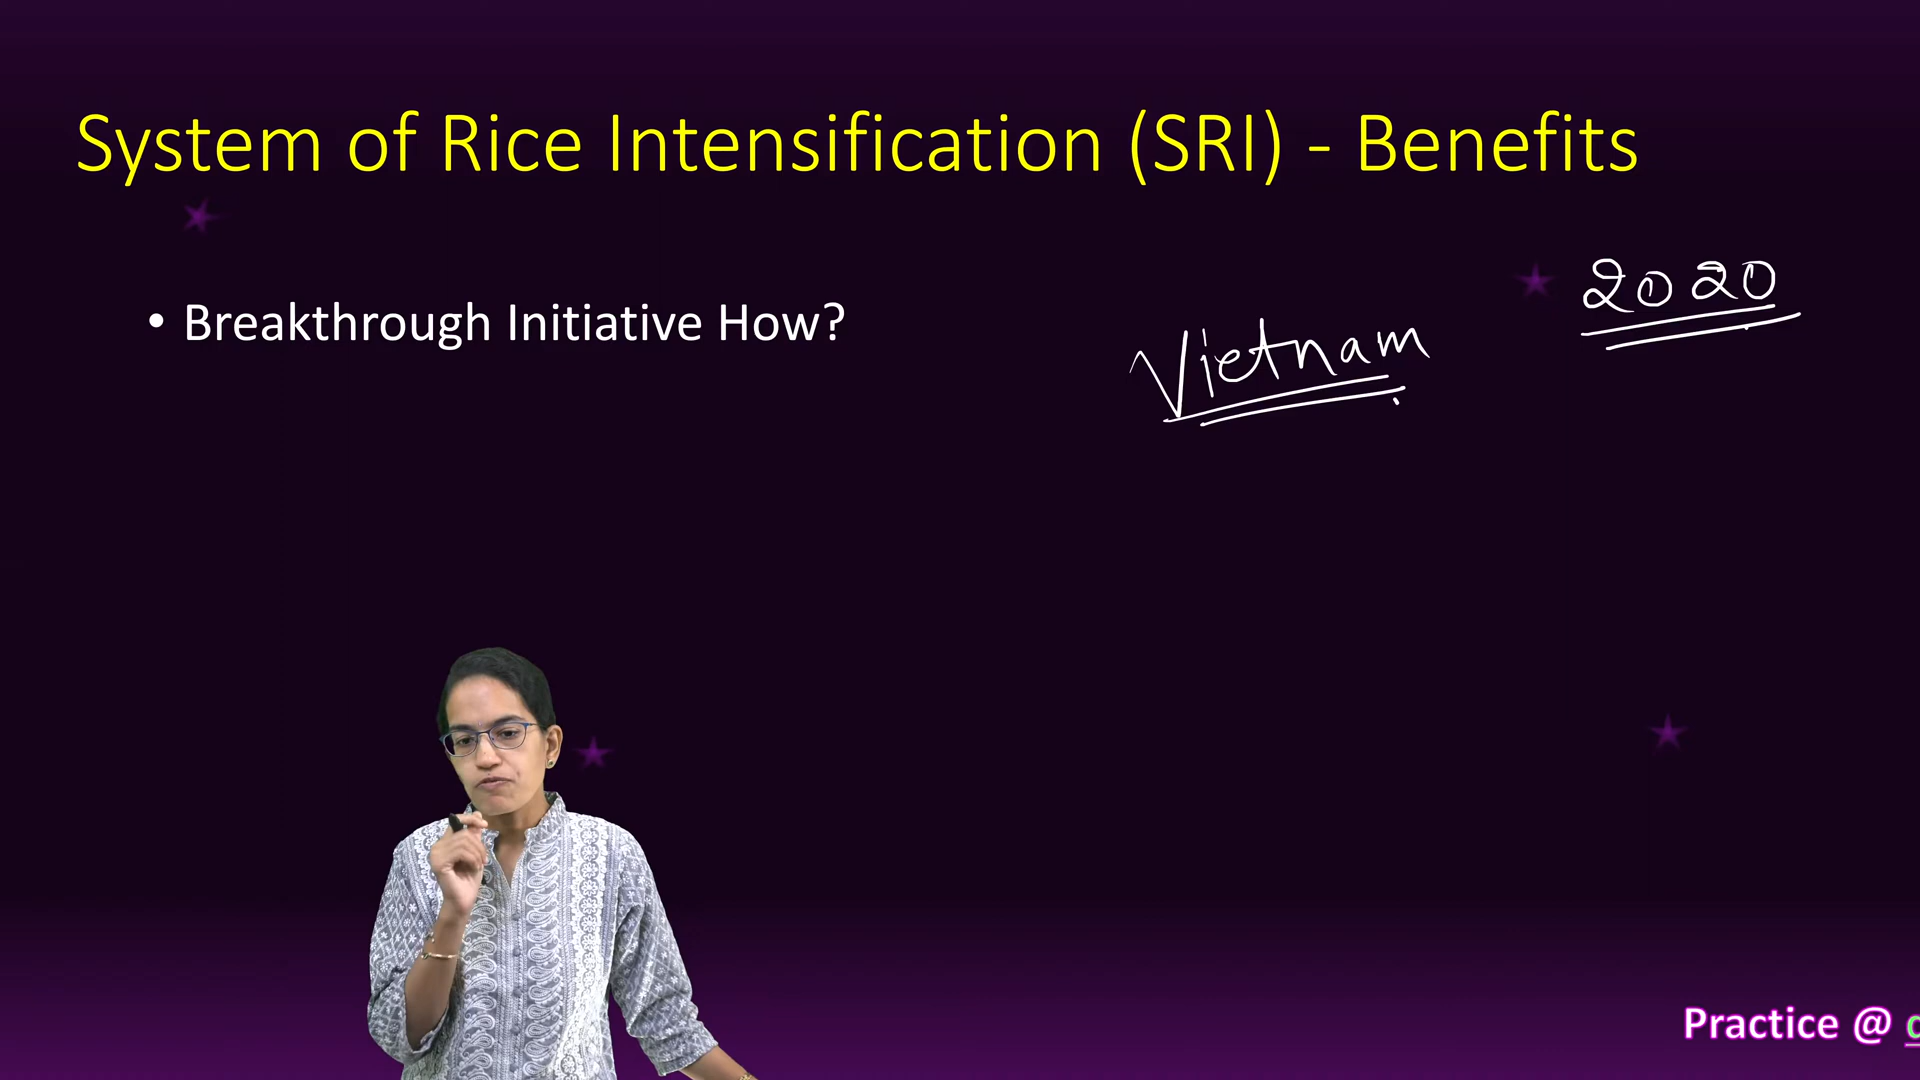 System of Rice Intensification (SRI) - Benefits
2020
• Breakthrough Initiative How?
Vietnam
Practice @